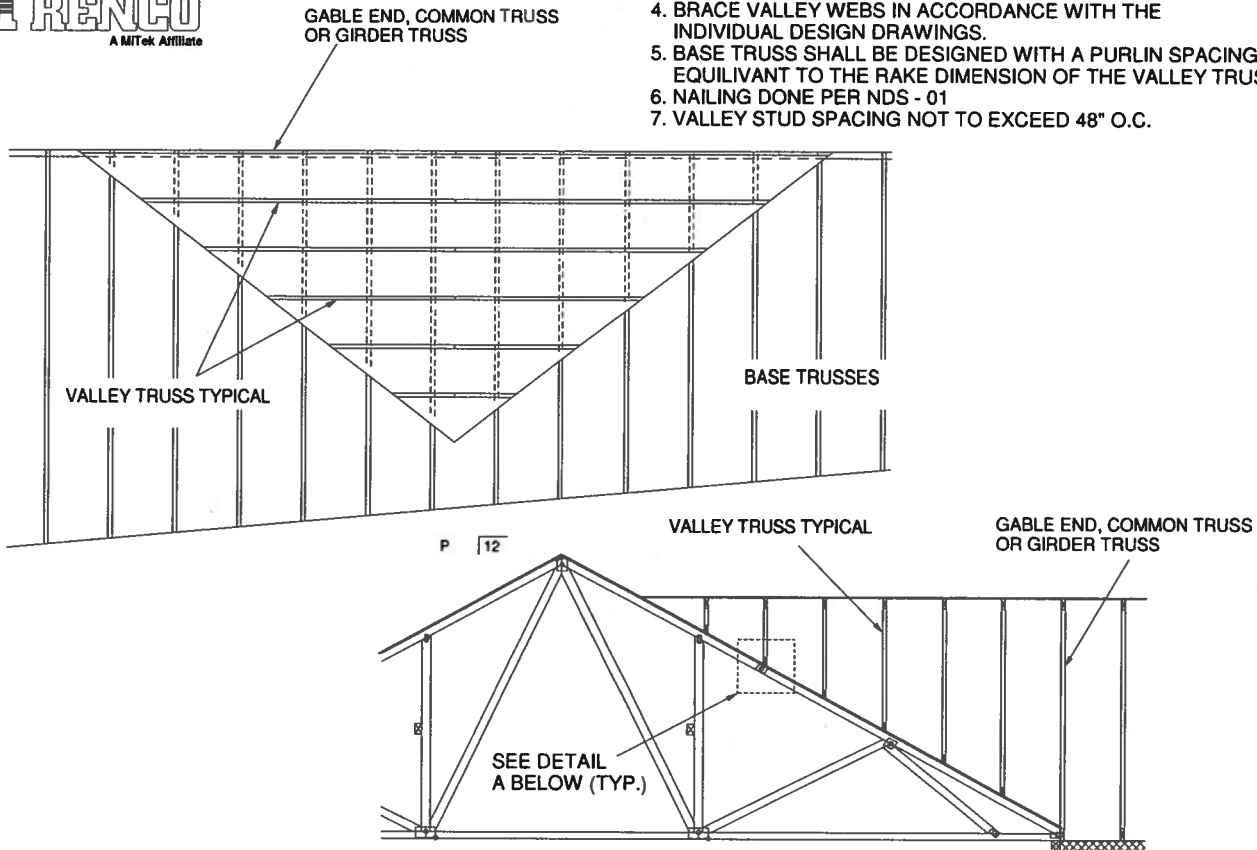 TRENCO
A MiTek Affiliate
GABLE END, COMMON TRUSS
OR GIRDER TRUSS
4. BRACE VALLEY WEBS IN ACCORDANCE WITH THE
INDIVIDUAL DESIGN DRAWINGS.
5. BASE TRUSS SHALL BE DESIGNED WITH A PURLIN SPACING
EQUILIVANT TO THE RAKE DIMENSION OF THE VALLEY TRUS
6. NAILING DONE PER NDS - 01
7. VALLEY STUD SPACING NOT TO EXCEED 48" O.C.
VALLEY TRUSS TYPICAL
BASE TRUSSES
P 12
VALLEY TRUSS TYPICAL
GABLE END, COMMON TRUSS
OR GIRDER TRUSS
SEE DETAIL
A BELOW (TYP.)